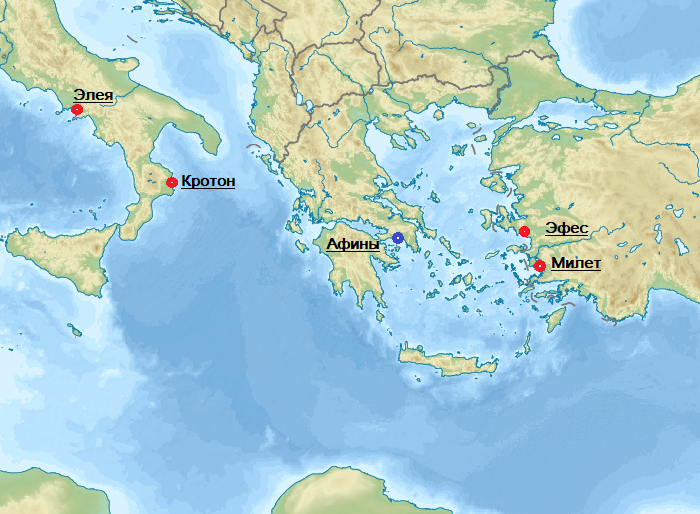 Элея
Кротон
Афины
Эфес
Милет